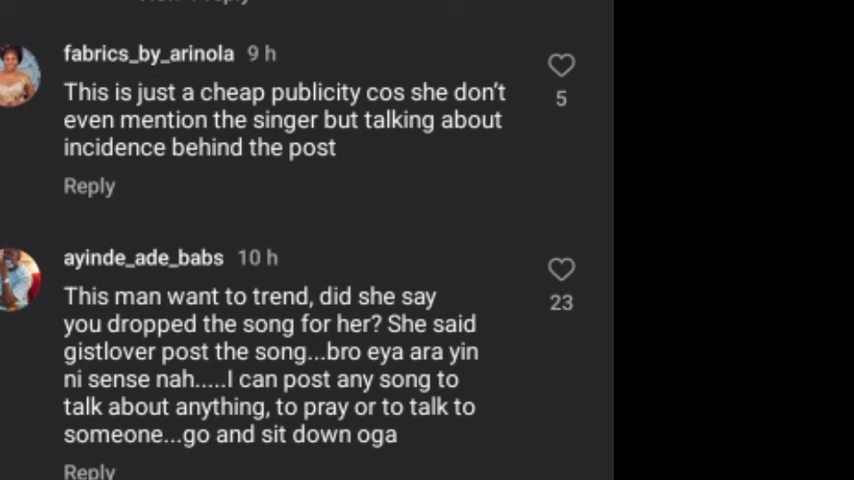 fabrics_by_arinola 9 h
This is just a cheap publicity cos she don't
even mention the singer but talking about
incidence behind the post
5
Reply
ayinde_ade_babs 10 h
This man want to trend, did she say
you dropped the song for her? She said
gistlover post the song...bro eya ara yin
ni sense nah.....I can post any song to
talk about anything, to pray or to talk to
someone...go and sit down oga
23
Reply